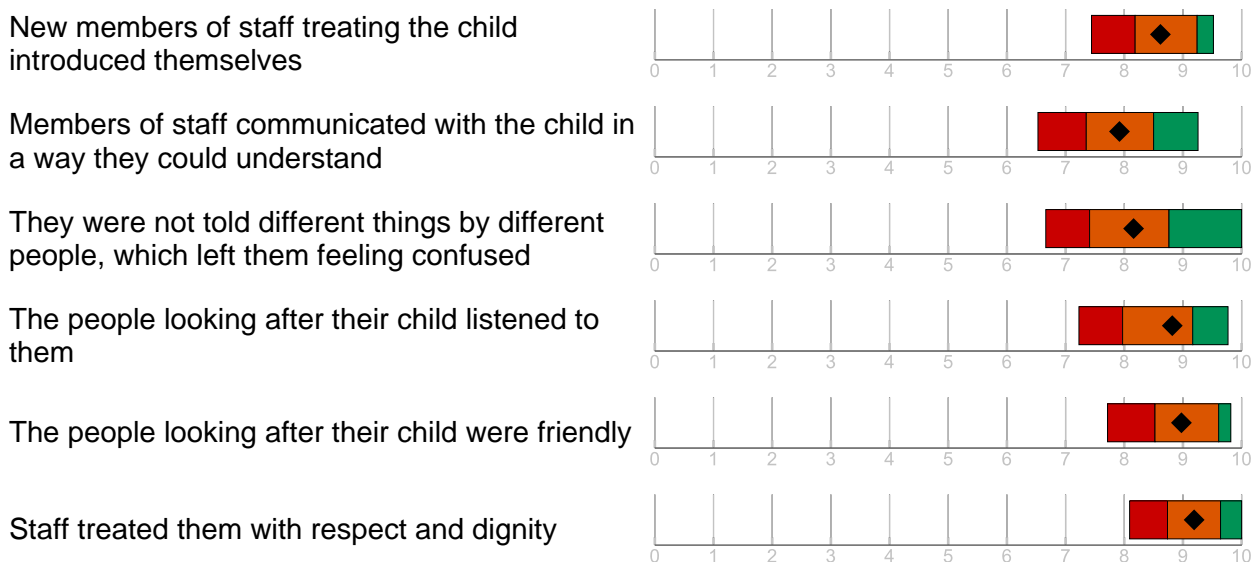 New members of staff treating the child
introduced themselves
0 1 2 3 4 5 6 7 8 9 10
Members of staff communicated with the child in
a way they could understand
0 1 2 3 4 5 6 7 8 9 10
They were not told different things by different
people, which left them feeling confused
0 1 2 3 4 5 6 7 8 9 10
The people looking after their child listened to
them
0 1 2 3 4 5 6 7 8 9 10
The people looking after their child were friendly
0 1 2 3 4 5 6 7 8 9 10
Staff treated them with respect and dignity
0 1 2 3 4 5 6 7 8 9 10